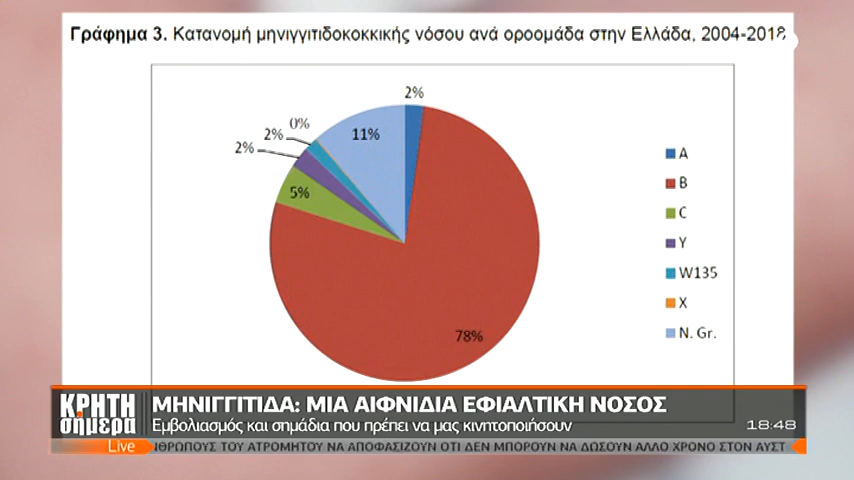 Γράφημα 3. Κατανομή μηνιγγιτιδοκοκκικής νόσου ανά οροομάδα στην Ελλάδα, 2004-2018
2%
0%
2%
2%
11%
5%
78%
A
B
C
Y
W135
X
N. Gr.
ΚΡΗΤΗ
σήμερα
Live
ΜΗΝΙΓΓΙΤΙΔΑ: ΜΙΑ ΑΙΦΝΙΔΙΑ ΕΦΙΑΛΤΙΚΗ ΝΟΣΟΣ
Εμβολιασμός και σημάδια που πρέπει να μας κινητοποιήσουν
18:48
ΝΘΡΩΠΟΥΣ ΤΟΥ ΑΤΡΟΜΗΤΟΥ ΝΑ ΑΠΟΦΑΣΙΖΟΥΝ ΟΤΙ ΔΕΝ ΜΠΟΡΟΥΝ ΝΑ ΔΩΣΟΥΝ ΑΛΛΟ ΧΡΟΝΟ ΣΤΟΝ ΑΥΣΤ